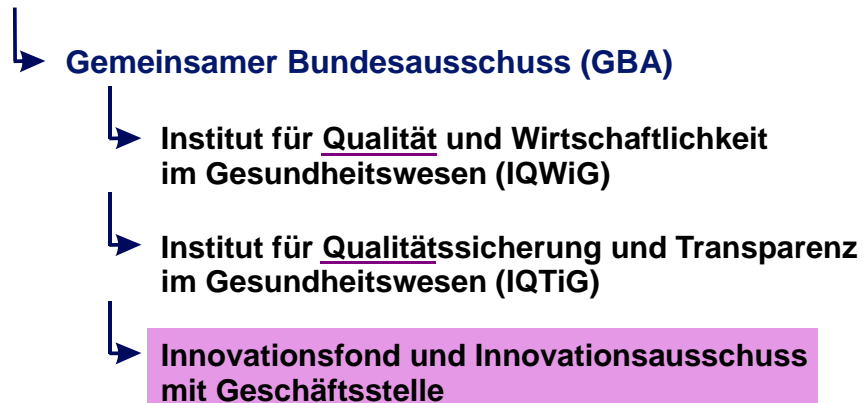 Gemeinsamer Bundesausschuss (GBA)
Institut für Qualität und Wirtschaftlichkeit
im Gesundheitswesen (IQWiG)
Institut für Qualitätssicherung und Transparenz
im Gesundheitswesen (IQTiG)
Innovationsfond und Innovationsausschuss
mit Geschäftsstelle